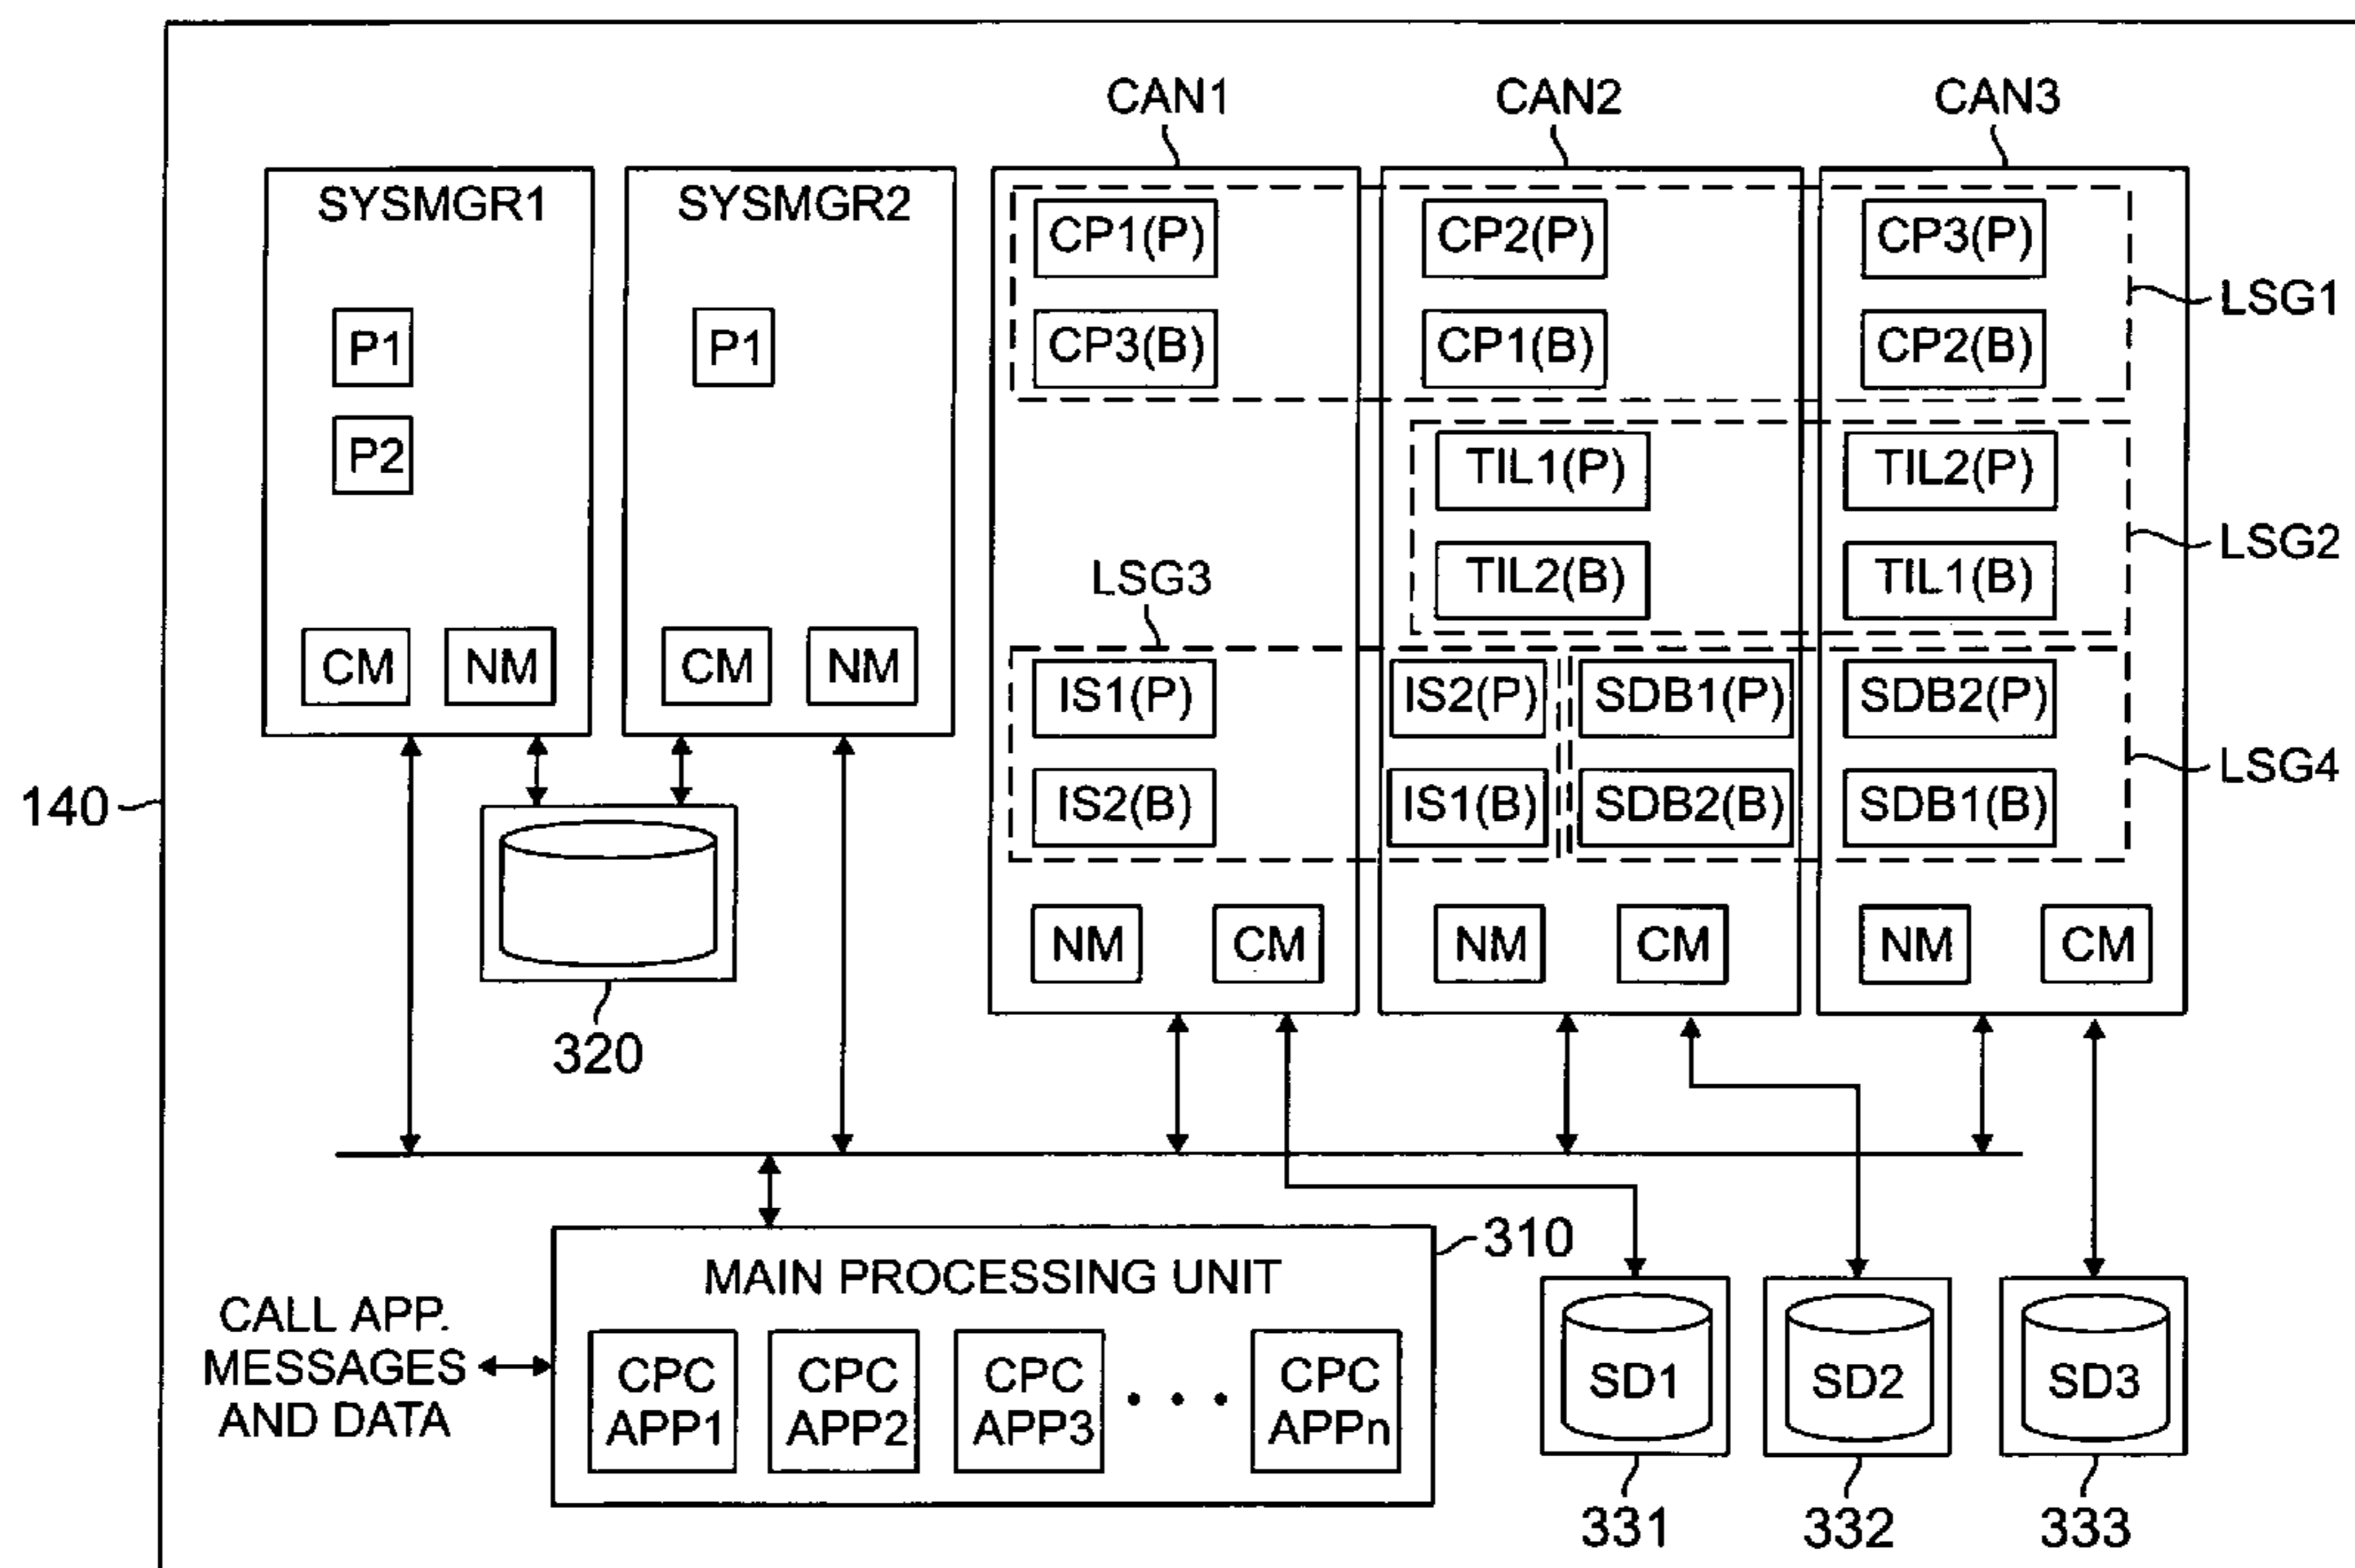 CAN1
CAN2
CAN3
SYSMGR1
P1
P2
CM
NM
SYSMGR2
P1
CM
NM
CP1(P)
CP2(P)
CP3(P)
CP3(B)
CP1(B)
CP2(B)
LSG1
TIL1(P)
TIL2(P)
TIL2(B)
TIL1(B)
LSG2
LSG3
IS1(P)
IS2(P)
SDB1(P)
SDB2(P)
IS2(B)
IS1(B)
SDB2(B)
SDB1(B)
LSG4
NM
CM
NM
CM
NM
CM
140
320
310
MAIN PROCESSING UNIT
CALL APP.
MESSAGES
AND DATA
CPC
APP1
CPC
APP2
CPC
APP3
• • •
CPC
APPn
SD1
SD2
SD3
331
332
333